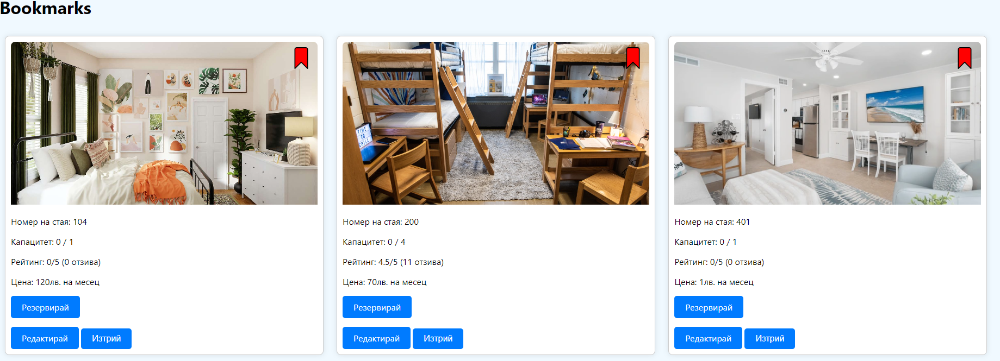 Bookmarks
TIME
TO
CHILL
Номер на стая: 104
Капацитет: 0 / 1
Рейтинг: 0/5 (0 отзива)
Цена: 120лв. на месец
Резервирай
Редактирай Изтрий
Номер на стая: 200
Капацитет: 0 / 4
Рейтинг: 4.5/5 (11 отзива)
Цена: 70лв. на месец
Резервирай
Редактирай Изтрий
Номер на стая: 401
Капацитет: 0 / 1
Рейтинг: 0/5 (0 отзива)
Цена: 1лв. на месец
Резервирай
Редактирай Изтрий